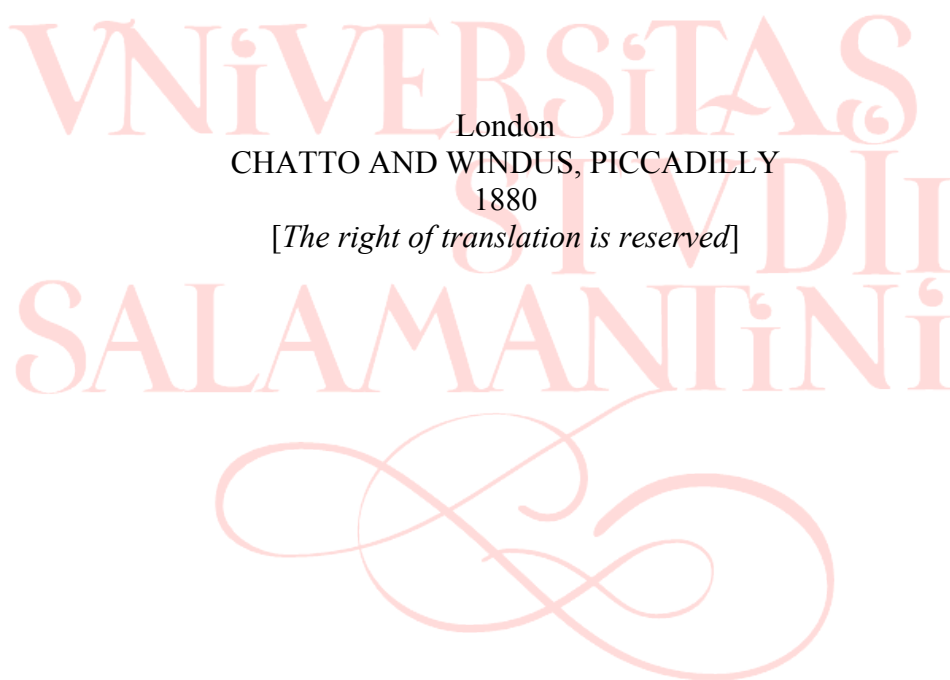 VNiVERSiTAS
London
CHATTO AND WINDUS, PICCADILLY
STVDII
1880
[The right of translation is reserved]
SALAMANTiNi